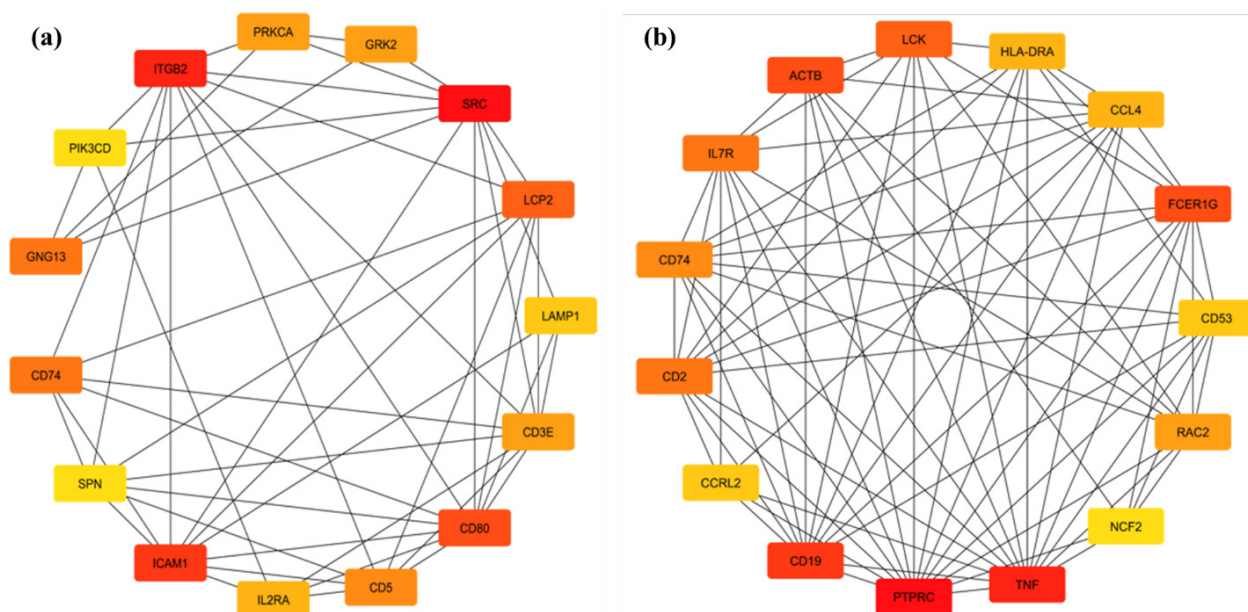 (a)
PRKCA
GRK2
ITGB2
SRC
PIK3CD
LCP2
GNG13
LAMP1
CD74
CD3E
SPN
CD80
ICAM1
CD5
IL2RA
(b)
LCK
HLA-DRA
ACTB
CCL4
IL7R
FCER1G
CD74
CD53
CD2
RAC2
CCRL2
NCF2
CD19
TNF
PTPRC